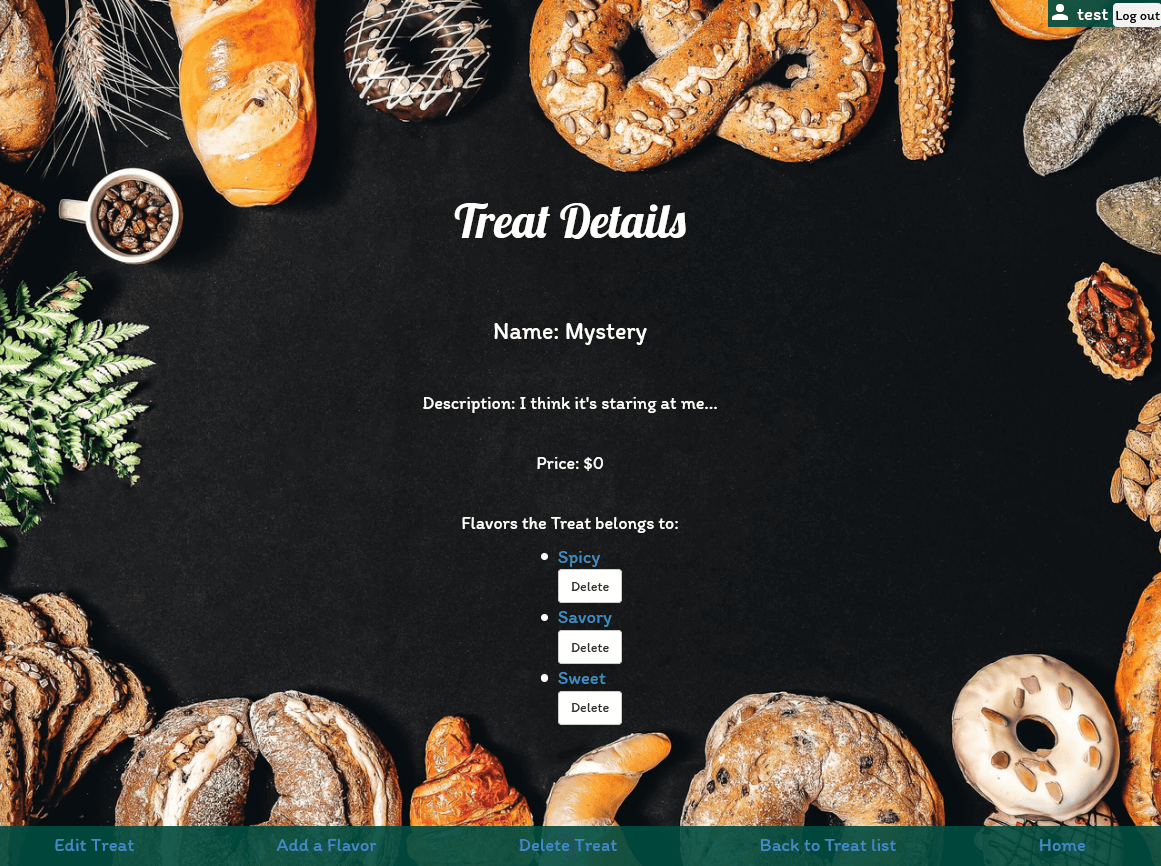 test Log out
Treat Details
Name: Mystery
Description: I think it's staring at me...
Price: $0
Flavors the Treat belongs to:
Spicy
Delete
Savory
Delete
Sweet
Delete
Edit Treat Add a Flavor Delete Treat Back to Treat list Home